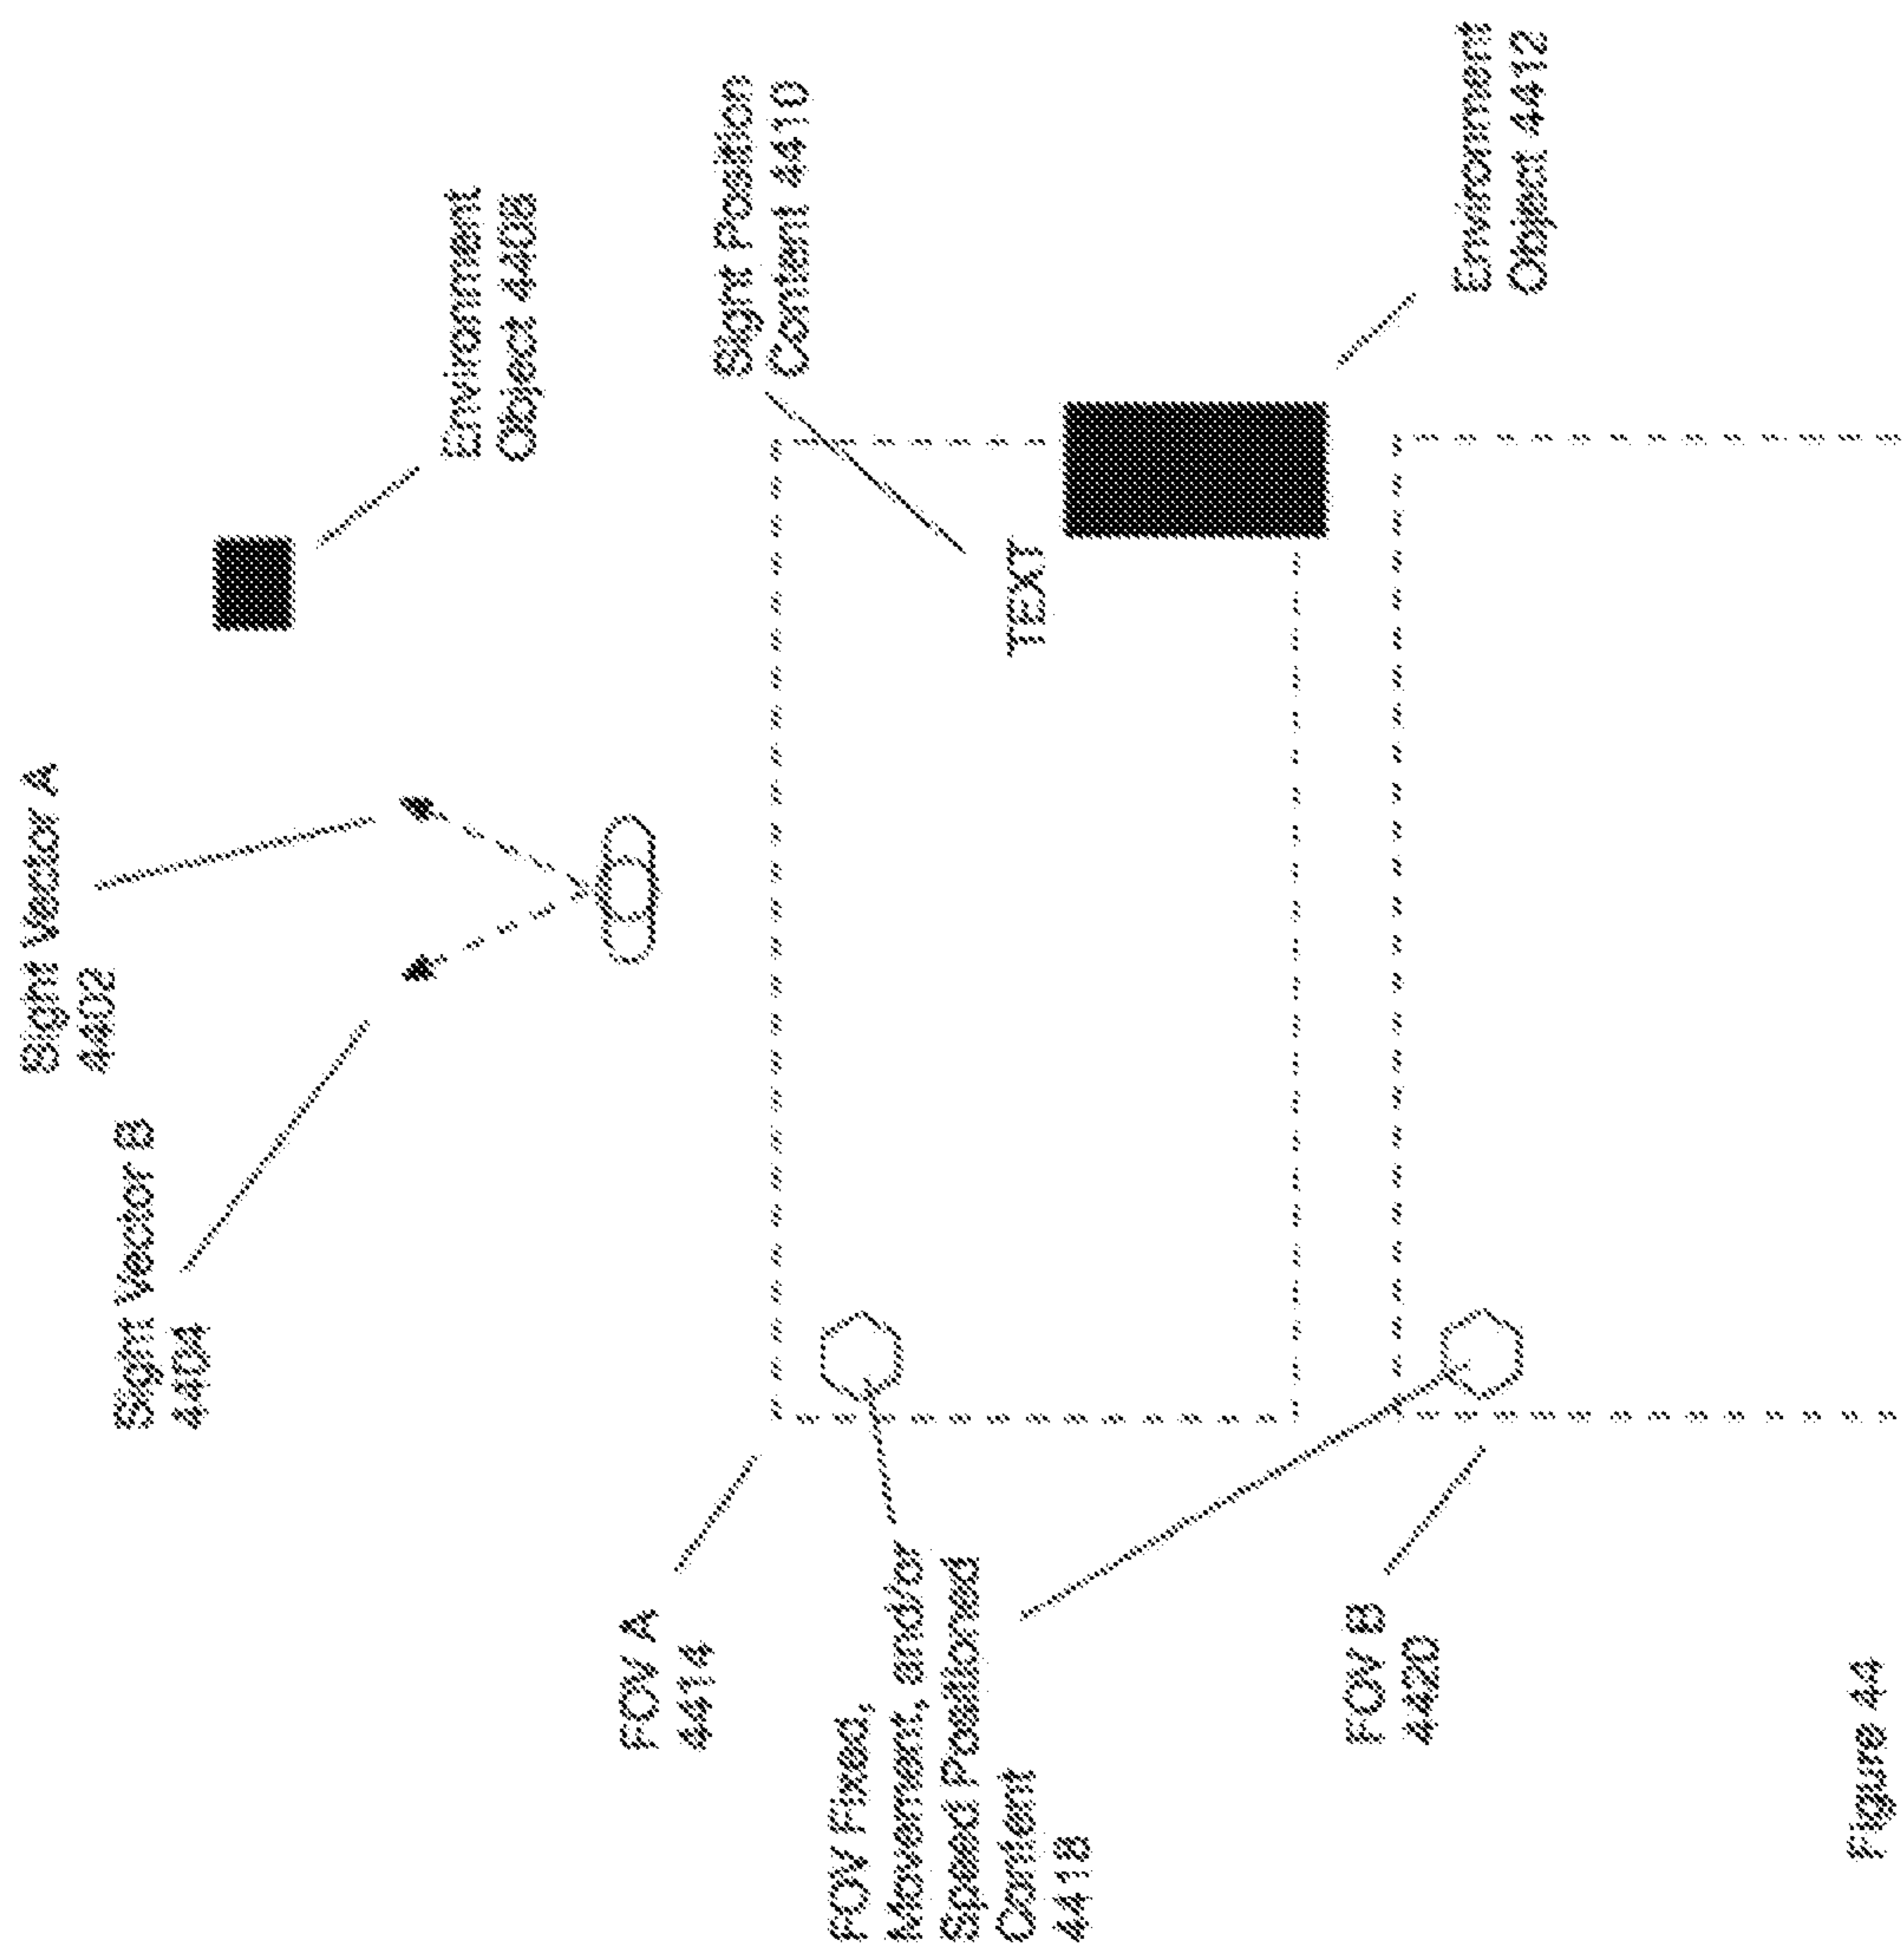 Sight Vector A
4402
Sight Vector B
4404
Environment
Object 4408
Sight Position
Content 4410
TEXT
Environment
Object 4412
FOV A
4414
FOV Fixed,
Movement, and/or
Speed Positioned
Content
4418
FOV B
4420
Figure 44